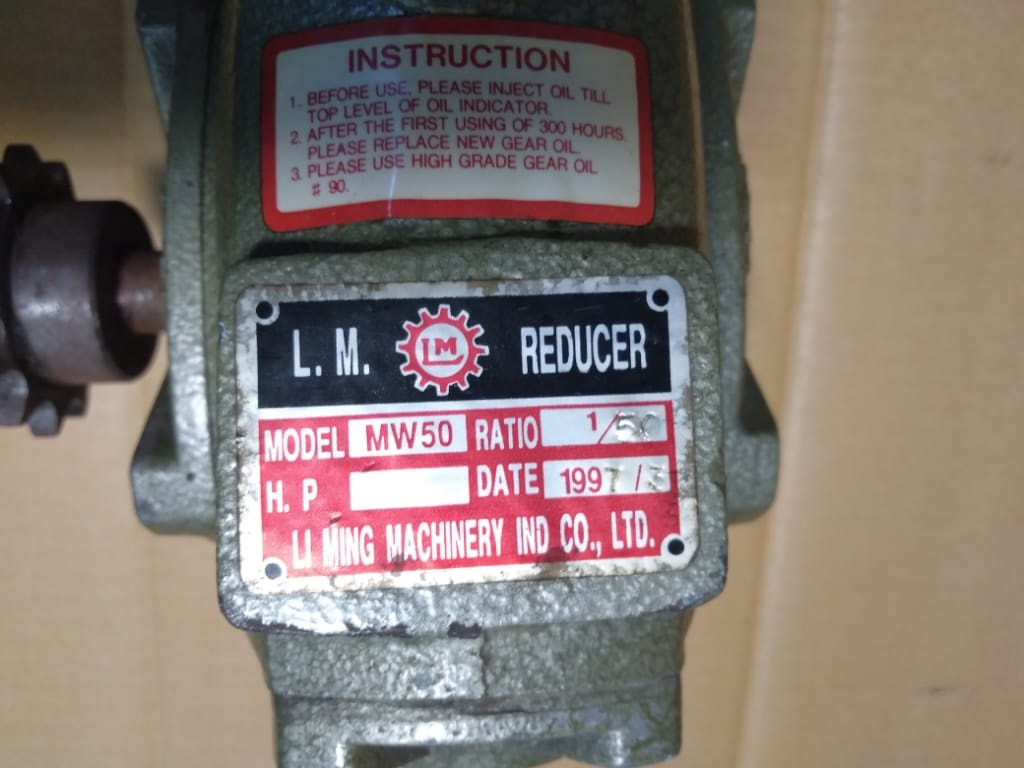 INSTRUCTION
1. BEFORE USE, PLEASE INJECT OIL TILL
TOP LEVEL OF OIL INDICATOR.
2. AFTER THE FIRST USING OF 300 HOURS.
PLEASE REPLACE NEW GEAR OIL.
3. PLEASE USE HIGH GRADE GEAR OIL
# 90.
L. M. LM REDUCER
MODEL MW50 RATIO 1/50
H. P DATE 1997 / 3
LI MING MACHINERY IND CO., LTD.